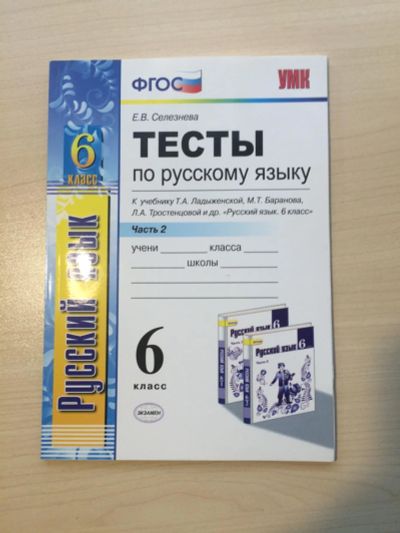 ФГОС
УМК
Е.В. Селезнева
ТЕСТЫ
по русскому языку
К учебнику Т.А. Ладыженской, М.Т. Баранова,
Л.А. Тростенцовой и др. «Русский язык. 6 класс»
Часть 2
учени класса
школы
6
класс
ЭКЗАМЕН
6
КЛАСС
Русский язык
Русский язык 6
Русский язык 6